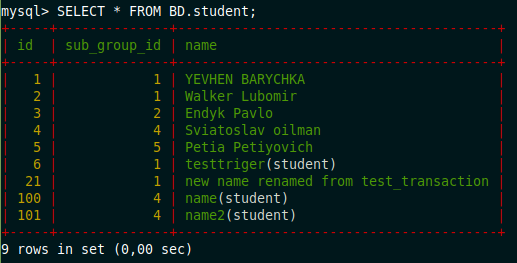 mysql> SELECT * FROM BD.student;
+-----+--------------+---------------------------------------+
| id | sub_group_id | name |
+-----+--------------+---------------------------------------+
| 1 | 1 | YEVHEN BARYCHKA |
| 2 | 1 | Walker Lubomir |
| 3 | 2 | Endyk Pavlo |
| 4 | 4 | Sviatoslav oilman |
| 5 | 5 | Petia Petiyovich |
| 6 | 1 | testtriger(student) |
| 21 | 1 | new name renamed from test_transaction |
| 100 | 4 | name(student) |
| 101 | 4 | name2(student) |
+-----+--------------+---------------------------------------+
9 rows in set (0,00 sec)